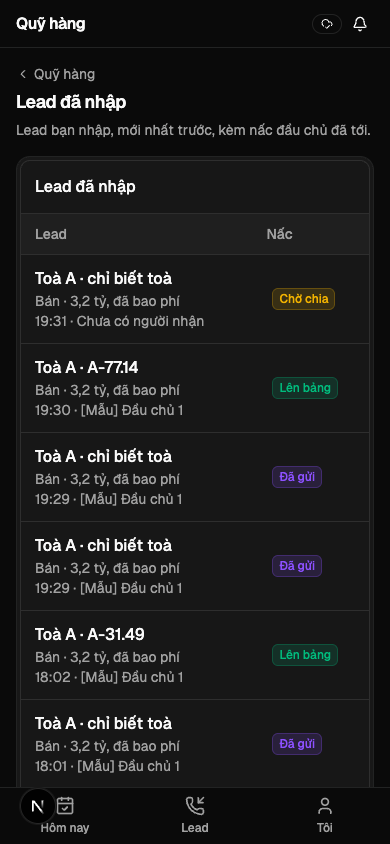 Quỹ hàng
Quỹ hàng
Lead đã nhập
Lead bạn nhập, mới nhất trước, kèm nấc đầu chủ đã tới.
Lead đã nhập
Lead Nấc
Toà A · chỉ biết toà
Bán · 3,2 tỷ, đã bao phí
19:31 · Chưa có người nhận
Chờ chia
Toà A · A-77.14
Bán · 3,2 tỷ, đã bao phí
19:30 · [Mẫu] Đầu chủ 1
Lên bảng
Toà A · chỉ biết toà
Bán · 3,2 tỷ, đã bao phí
19:29 · [Mẫu] Đầu chủ 1
Đã gửi
Toà A · chỉ biết toà
Bán · 3,2 tỷ, đã bao phí
19:29 · [Mẫu] Đầu chủ 1
Đã gửi
Toà A · A-31.49
Bán · 3,2 tỷ, đã bao phí
18:02 · [Mẫu] Đầu chủ 1
Lên bảng
Toà A · chỉ biết toà
Bán · 3,2 tỷ, đã bao phí
18:01 · [Mẫu] Đầu chủ 1
Đã gửi
N
Hôm nay Lead Tôi